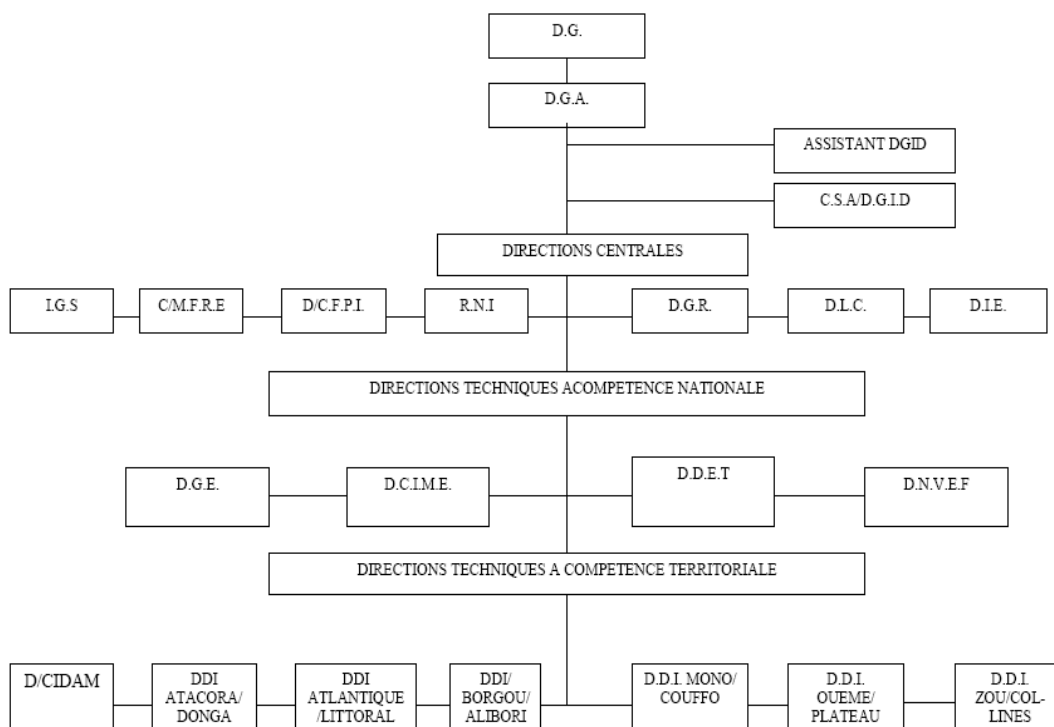 D.G.
D.G.A.
ASSISTANT DGID
C.S.A/D.G.I.D
DIRECTIONS CENTRALES
I.G.S
C/M.F.R.E
D/C.F.P.I.
R.N.I
D.G.R.
D.L.C.
D.I.E.
DIRECTIONS TECHNIQUES ACOMPETENCE NATIONALE
D.G.E.
D.C.I.M.E.
D.D.E.T
D.N.V.E.F
DIRECTIONS TECHNIQUES A COMPETENCE TERRITORIALE
D/CIDAM
DDI
ATACORA/
DONGA
DDI
ATLANTIQUE
/LITTORAL
DDI/
BORGOU/
ALIBORI
D.D.I. MONO/
COUFFO
D.D.I.
OUEME/
PLATEAU
D.D.I.
ZOU/COL-
LINES